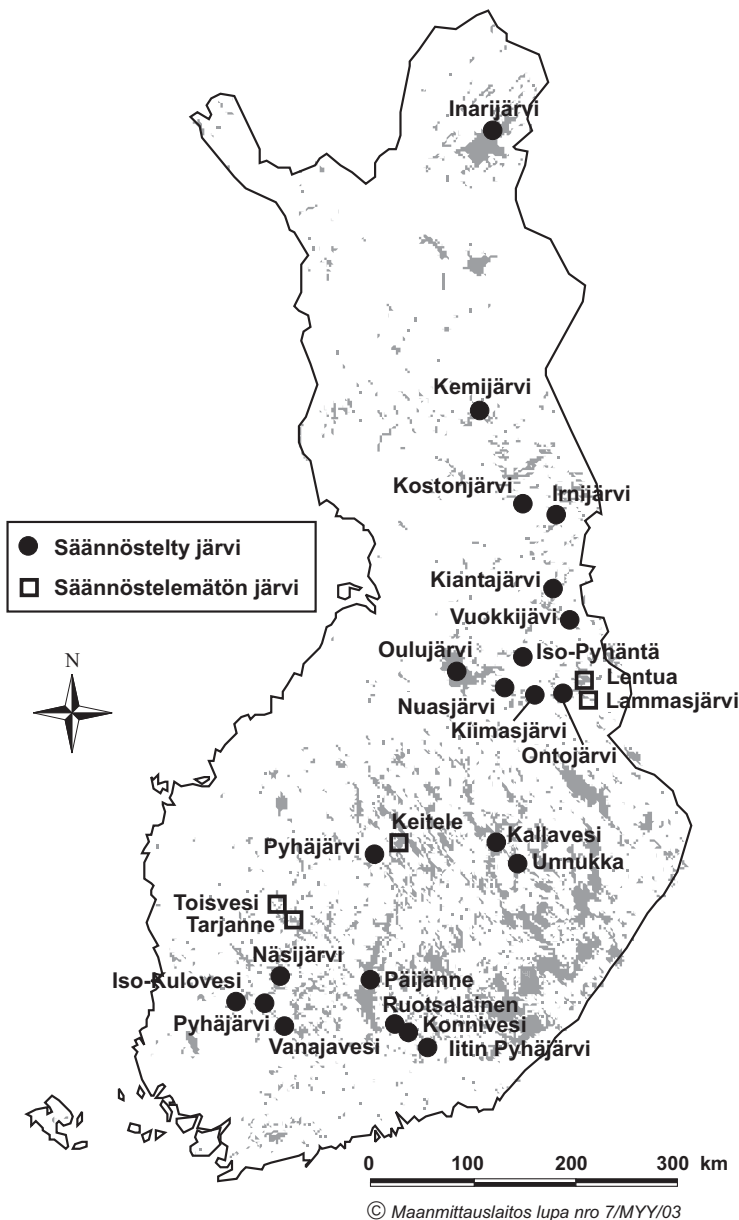 Inarijärvi
Kemijärvi
Kostonjärvi
Irnijärvi
Säännöstelty järvi
Säännöstelemätön järvi
Kiantajärvi
Vuokkijävi
Oulujärvi
Iso-Pyhäntä
Lentua
Nuasjärvi
Lammasjärvi
Kiimasjärvi
Ontojärvi
N
Keitele
Kallavesi
Pyhäjärvi
Unnukka
Toisvesi
Tarjanne
Näsijärvi
Iso-Kulovesi
Päijänne
Ruotsalainen
Pyhäjärvi
Konnivesi
Vanajavesi
Iitin Pyhäjärvi
0 100 200 300 km
© Maanmittauslaitos lupa nro 7/MYY/03